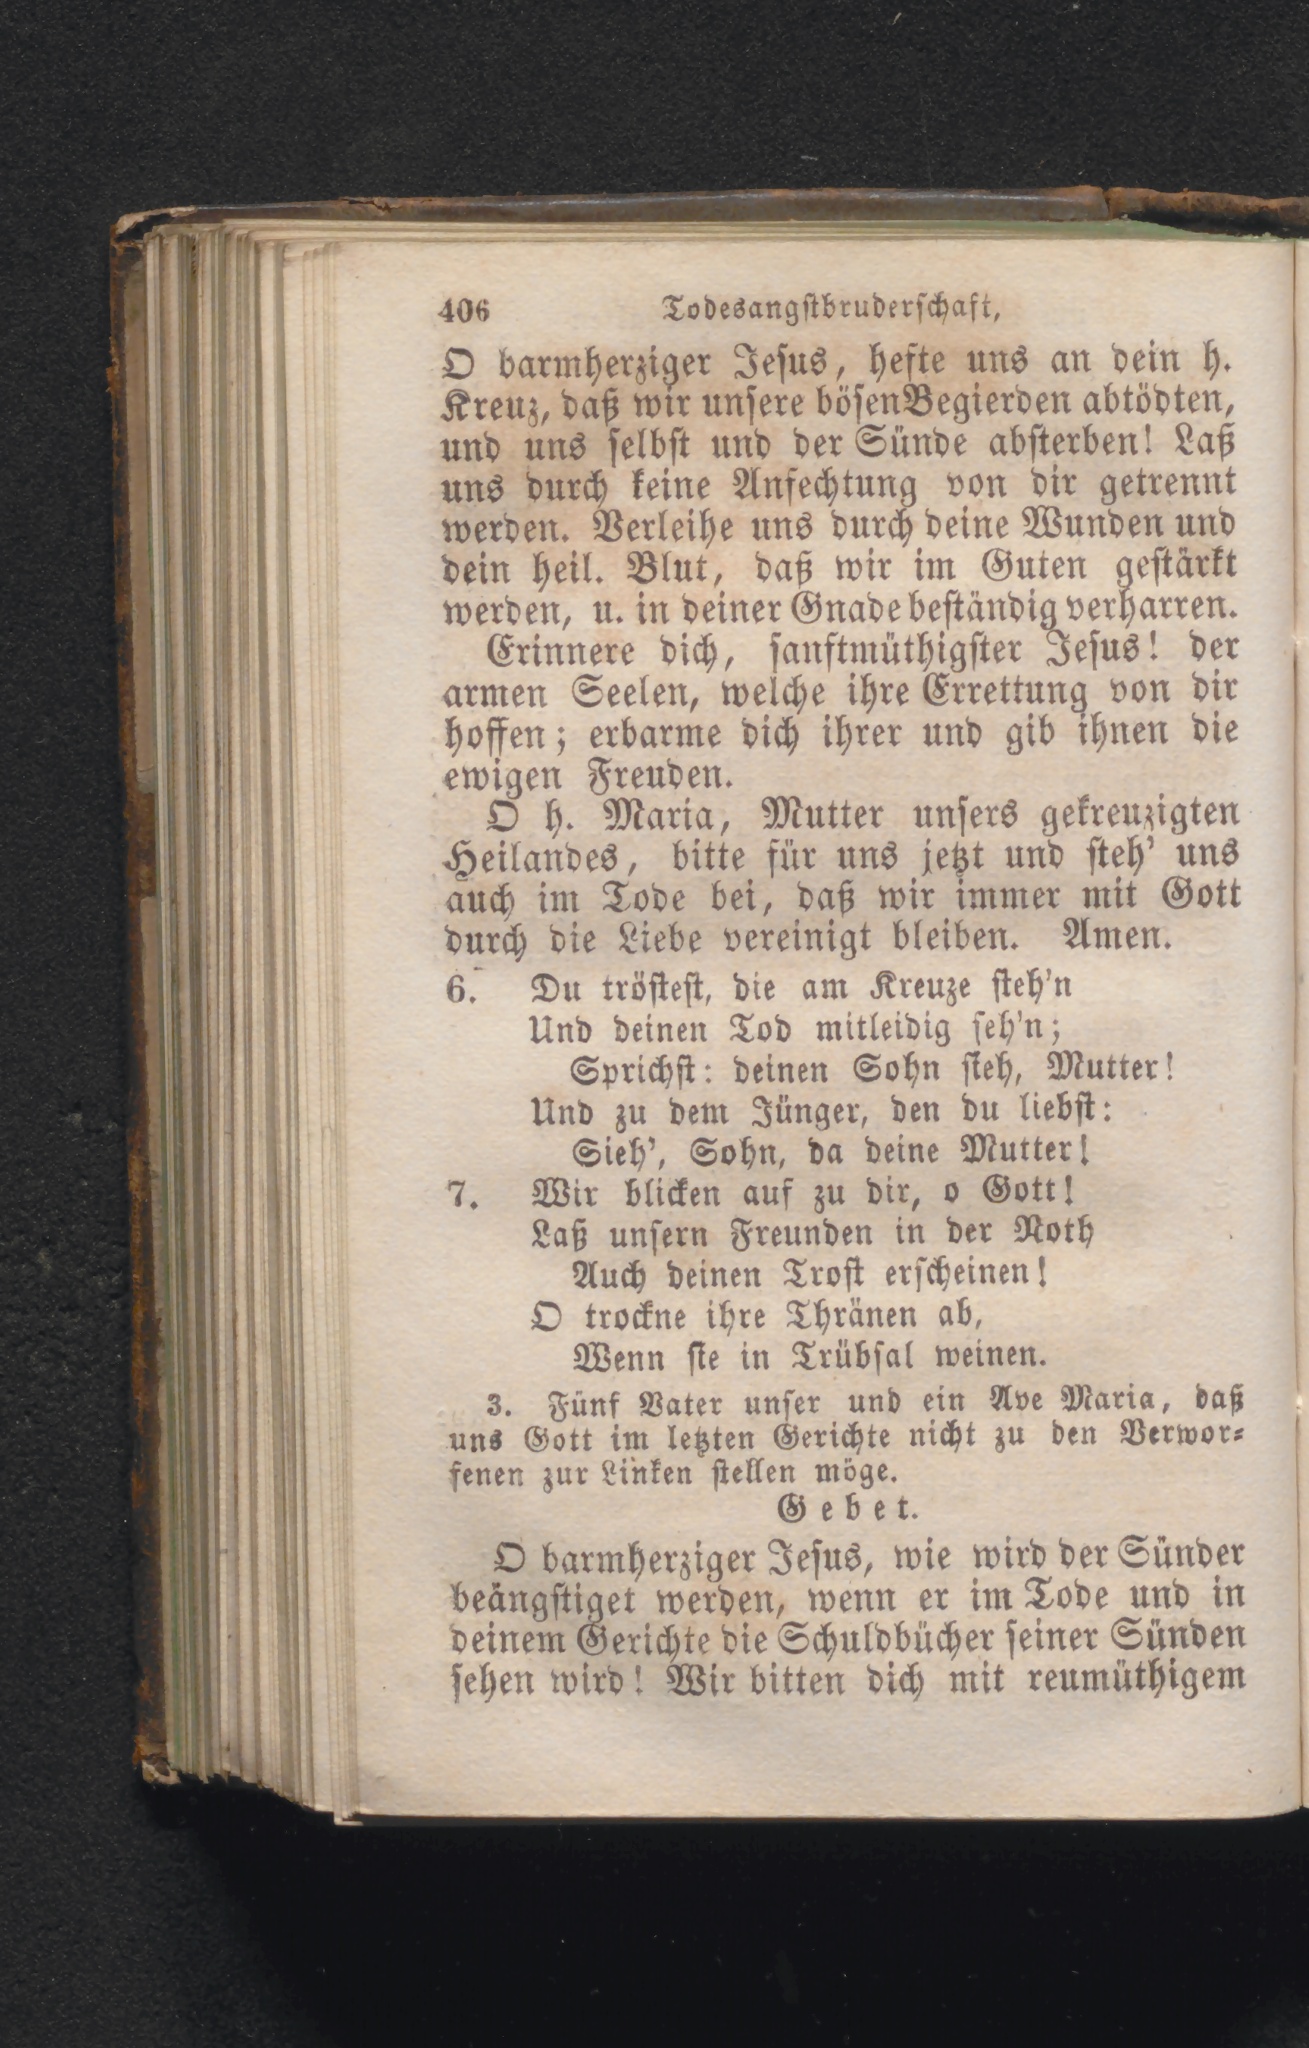 406 Todesangstbruderschaft,
O barmherziger Jesus, hefte uns an dein h.
Kreuz, daß wir unsere bösen Begierden abtödten,
und uns selbst und der Sünde absterben! Laß
uns durch keine Anfechtung von dir getrennt
werden. Verleihe uns durch deine Wunden und
dein heil. Blut, daß wir im Guten gestärkt
werden, u. in deiner Gnade beständig verharren.
Erinnere dich, sanftmüthigster Jesus! der
armen Seelen, welche ihre Errettung von dir
hoffen; erbarme dich ihrer und gib ihnen die
ewigen Freuden.
O h. Maria, Mutter unsers gekreuzigten
Heilandes, bitte für uns jetzt und steh' uns
auch im Tode bei, daß wir immer mit Gott
durch die Liebe vereinigt bleiben. Amen.
6. Du tröstest, die am Kreuze steh'n
Und deinen Tod mitleidig seh'n;
Sprichst: deinen Sohn sieh, Mutter!
Und zu dem Jünger, den du liebst:
Sieh', Sohn, da deine Mutter!
7. Wir blicken auf zu dir, o Gott!
Laß unsern Freunden in der Noth
Auch deinen Trost erscheinen!
O trockne ihre Thränen ab,
Wenn sie in Trübsal weinen.
3. Fünf Vater unser und ein Ave Maria, daß
uns Gott im letzten Gerichte nicht zu den Verwor-
fenen zur Linken stellen möge.
Gebet.
O barmherziger Jesus, wie wird der Sünder
beängstiget werden, wenn er im Tode und in
deinem Gerichte die Schuldbücher seiner Sünden
sehen wird! Wir bitten dich mit reumüthigem